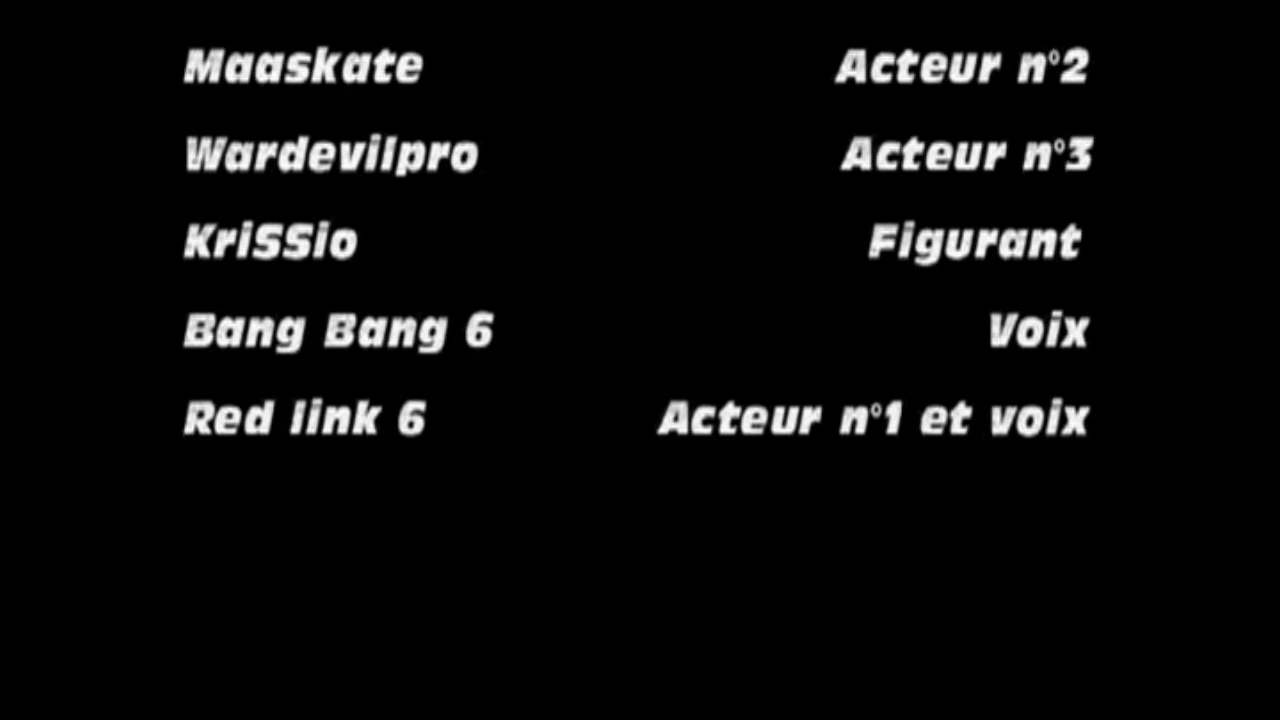 Maaskate Acteur n°2
Wardevilpro Acteur n°3
KriSSio Figurant
Bang Bang 6 Voix
Red link 6 Acteur n°1 et voix